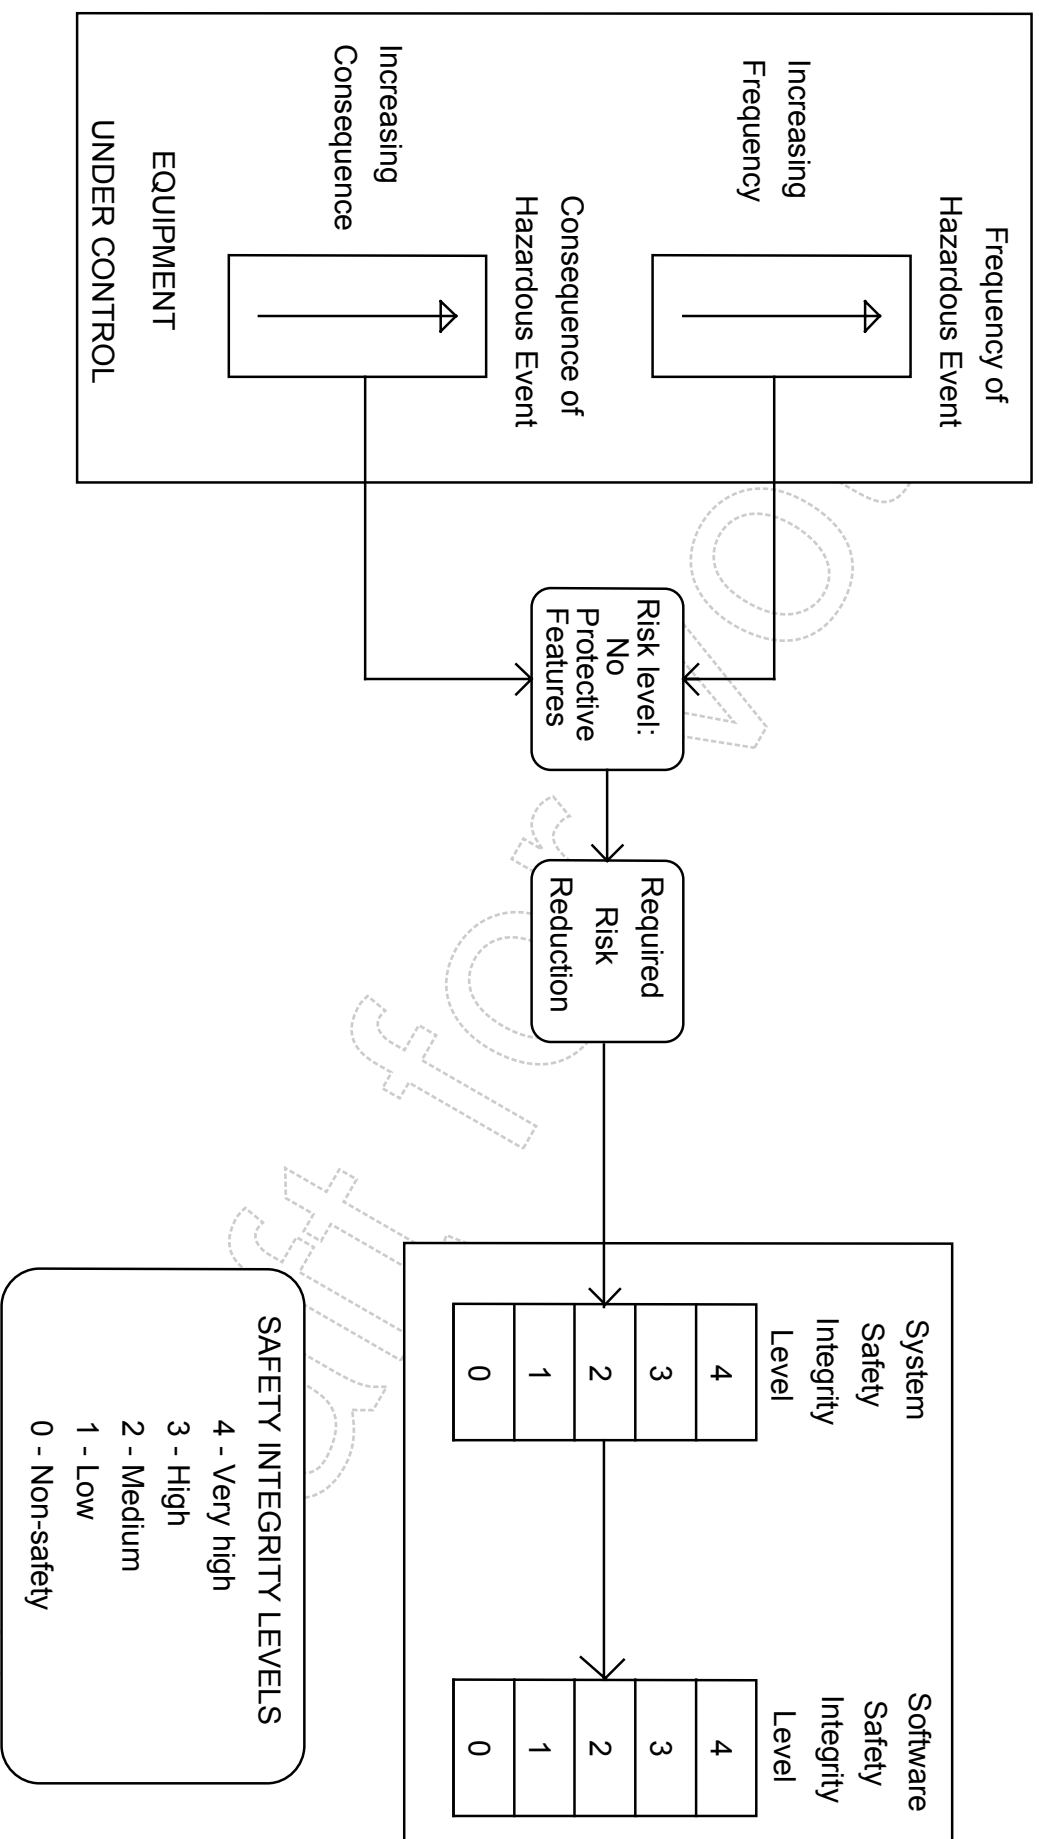 Frequency of
Hazardous Event
Increasing
Frequency
Consequence of
Hazardous Event
Increasing
Consequence
EQUIPMENT
UNDER CONTROL
Risk level:
No
Protective
Features
Required
Risk
Reduction
System
Safety
Integrity
Level
4
3
2
1
0
Software
Safety
Integrity
Level
4
3
2
1
0
SAFETY INTEGRITY LEVELS
4 - Very high
3 - High
2 - Medium
1 - Low
0 - Non-safety